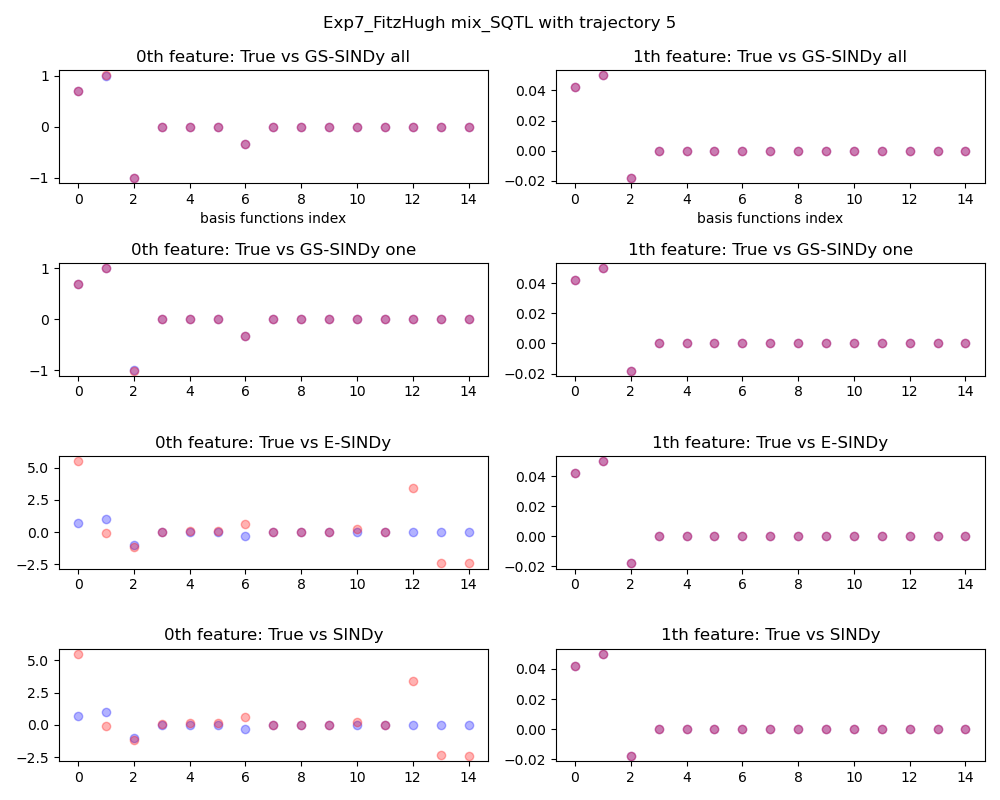 Exp7_FitzHugh mix_SQTL with trajectory 5
0th feature: True vs GS-SINDy all
1
0
−1
0 2 4 6 8 10 12 14
basis functions index
1th feature: True vs GS-SINDy all
0.04
0.02
0.00
−0.02
0 2 4 6 8 10 12 14
basis functions index
0th feature: True vs GS-SINDy one
1
0
−1
0 2 4 6 8 10 12 14
1th feature: True vs GS-SINDy one
0.04
0.02
0.00
−0.02
0 2 4 6 8 10 12 14
0th feature: True vs E-SINDy
5.0
2.5
0.0
−2.5
0 2 4 6 8 10 12 14
1th feature: True vs E-SINDy
0.04
0.02
0.00
−0.02
0 2 4 6 8 10 12 14
0th feature: True vs SINDy
5.0
2.5
0.0
−2.5
0 2 4 6 8 10 12 14
1th feature: True vs SINDy
0.04
0.02
0.00
−0.02
0 2 4 6 8 10 12 14